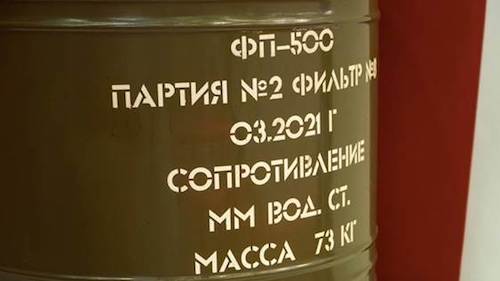 ФП-500
ПАРТИЯ №2 ФИЛЬТР
03.2021 Г
СОПРОТИВЛЕНИЕ
ММ ВОД. СТ.
МАССА 73 КГ